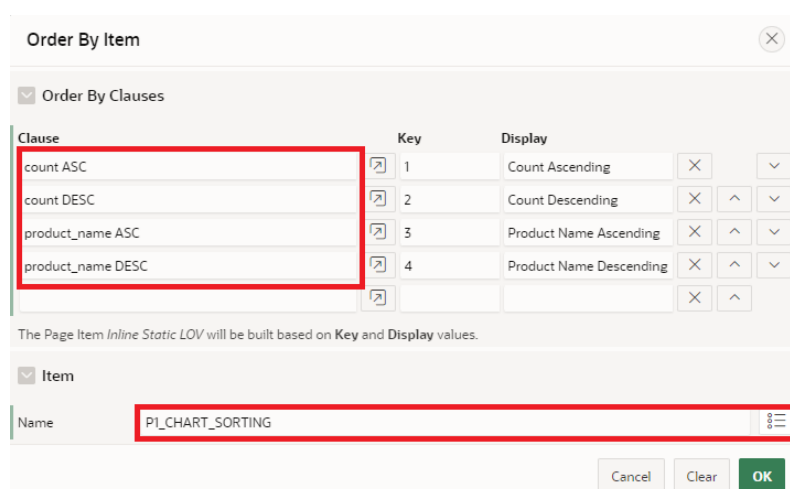 Order By Item
Order By Clauses
Clause Key Display
count ASC 1 Count Ascending
count DESC 2 Count Descending
product_name ASC 3 Product Name Ascending
product_name DESC 4 Product Name Descending
The Page Item Inline Static LOV will be built based on Key and Display values.
Item
Name P1_CHART_SORTING
Cancel Clear OK